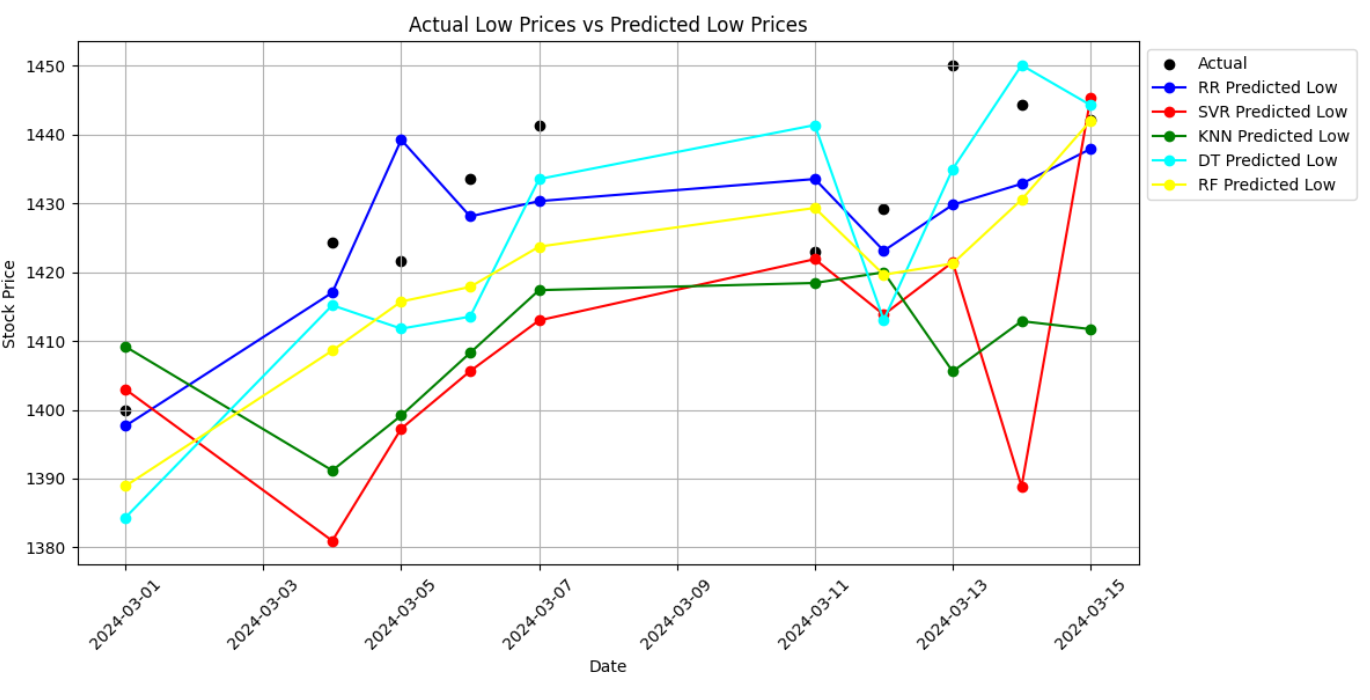 Actual Low Prices vs Predicted Low Prices
1450
1440
1430
1420
1410
1400
1390
1380
Stock Price
2024-03-01
2024-03-03
2024-03-05
2024-03-07
2024-03-09
2024-03-11
2024-03-13
2024-03-15
Date
Actual
RR Predicted Low
SVR Predicted Low
KNN Predicted Low
DT Predicted Low
RF Predicted Low